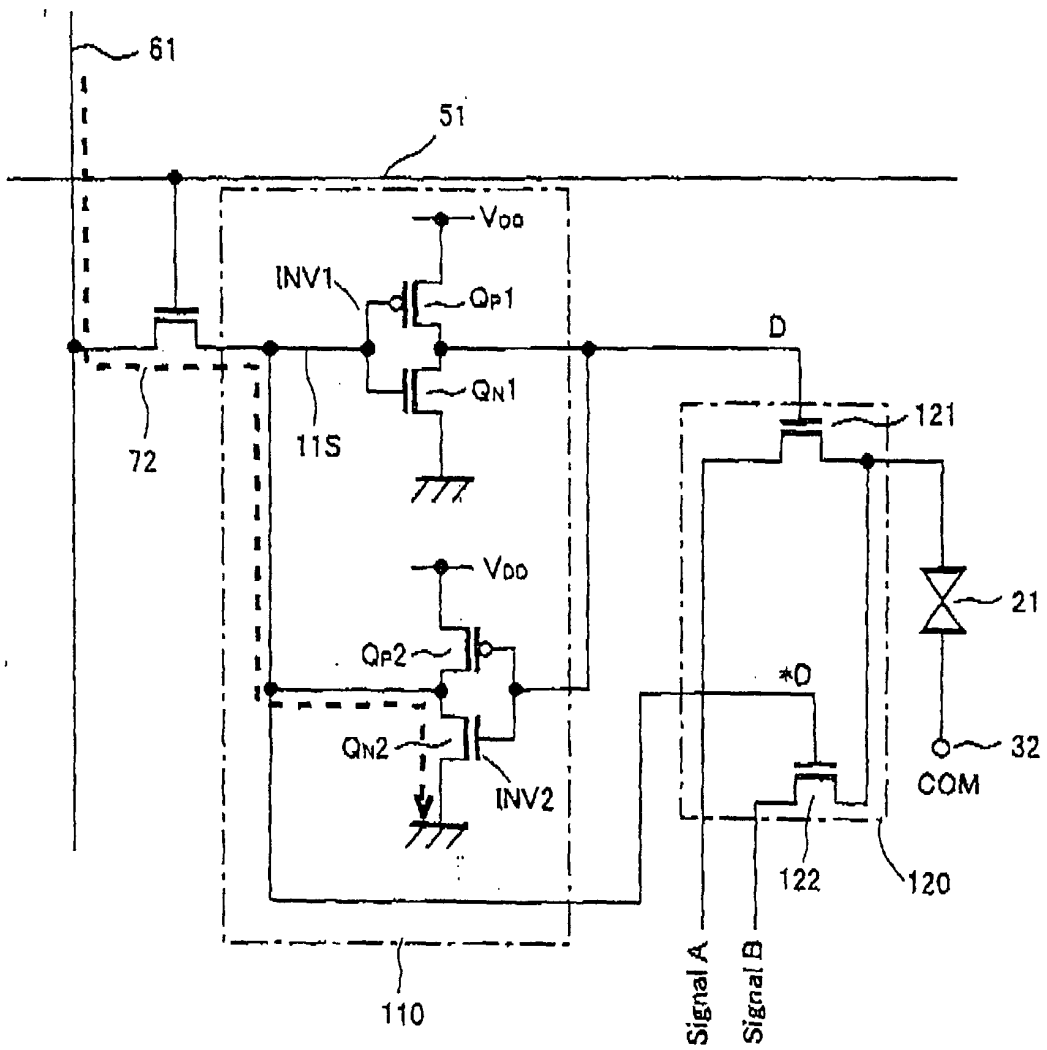 61
51
VDD
INV1
QP1
D
QN1
121
72
11S
VDD
21
QP2
*D
QN2
32
INV2
COM
122
120
Signal A
Signal B
110